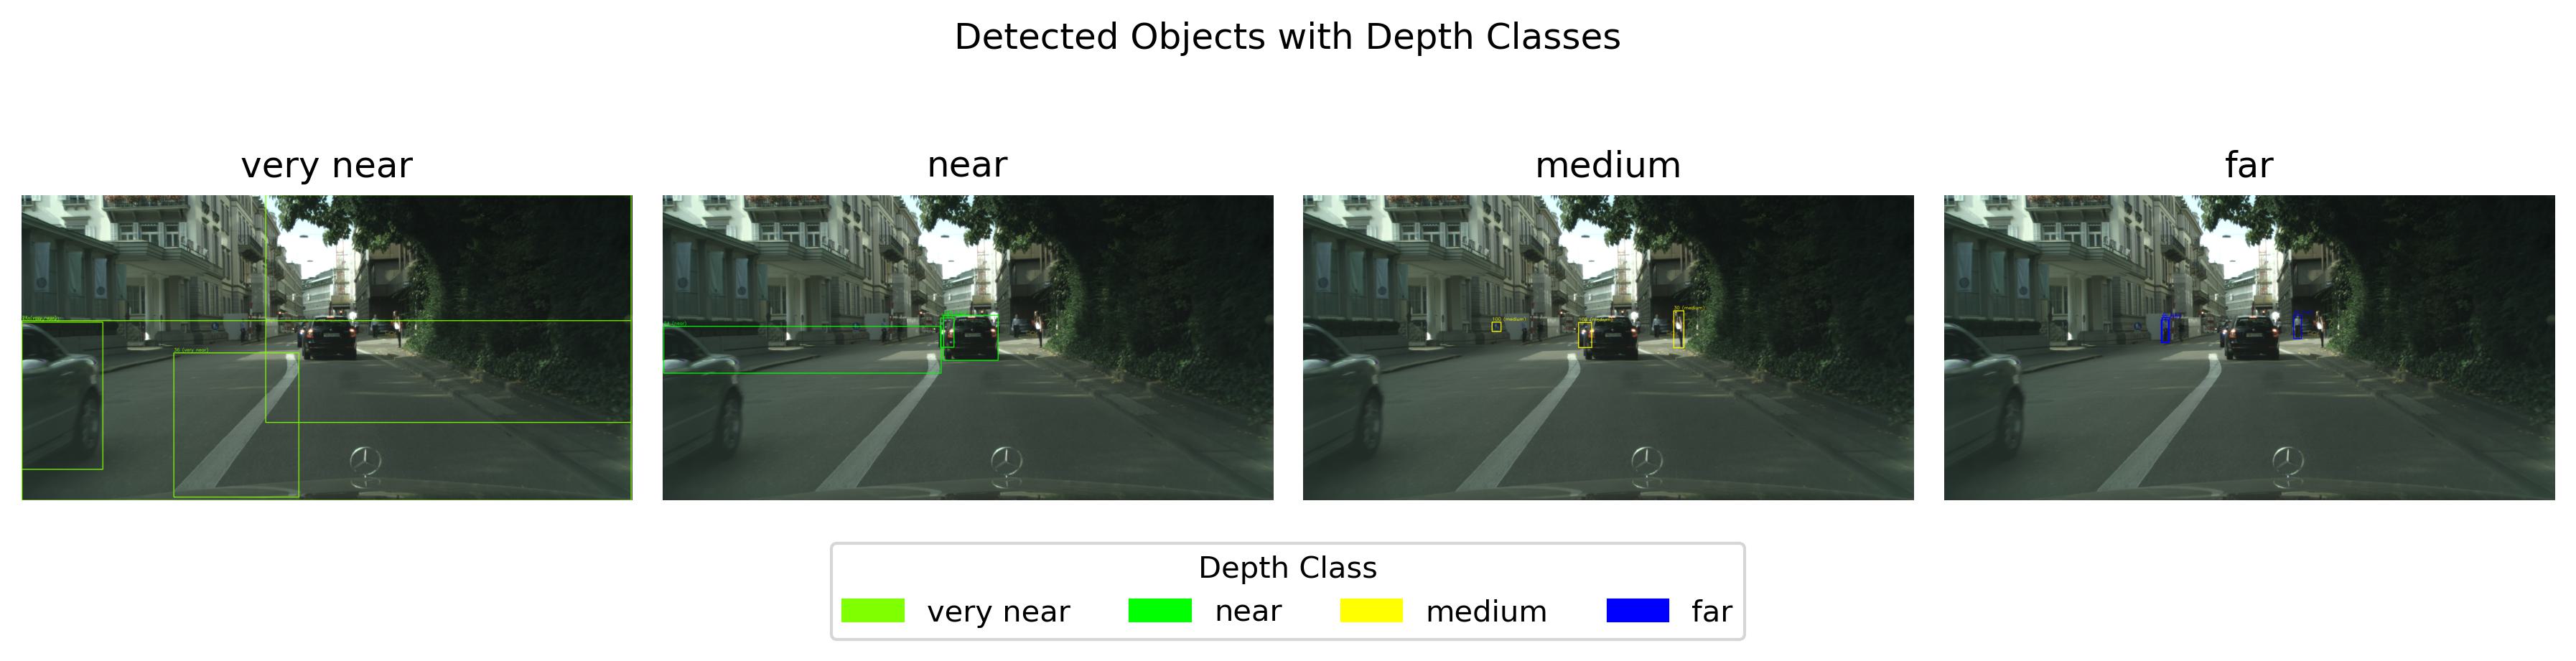 Detected Objects with Depth Classes
very near
near
medium
far
Depth Class
very near
near
medium
far